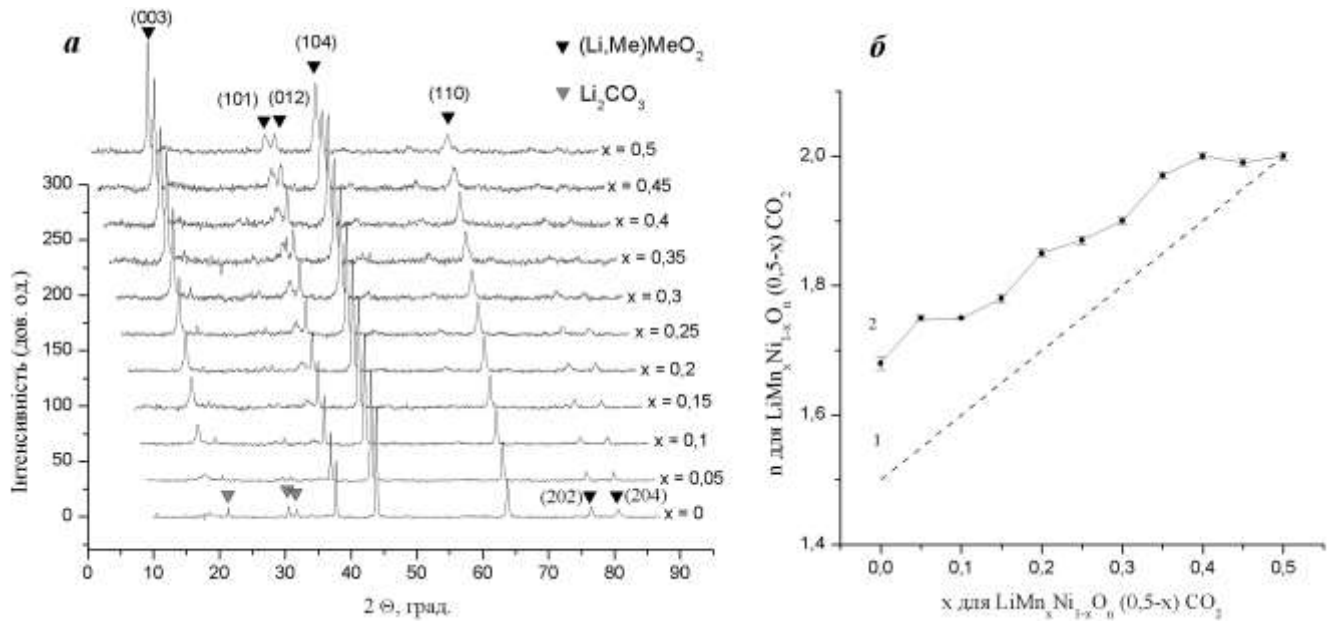 а
(003)
(104)
▼ (Li,Me)MeO₂
▼ Li₂CO₃
(101) (012)
(110)
x = 0,5
x = 0,45
x = 0,4
x = 0,35
x = 0,3
x = 0,25
x = 0,2
x = 0,15
x = 0,1
x = 0,05
x = 0
(202) (204)
300
250
200
150
100
50
0
Інтенсивність (дов. од.)
0 10 20 30 40 50 60 70 80 90
2 Θ, град.
б
2,0
1,8
1,6
1,4
2
1
n для LiMnₓNi₁₋ₓOₙ (0,5-x) CO₂
0,0 0,1 0,2 0,3 0,4 0,5
x для LiMnₓNi₁₋ₓOₙ (0,5-x) CO₂